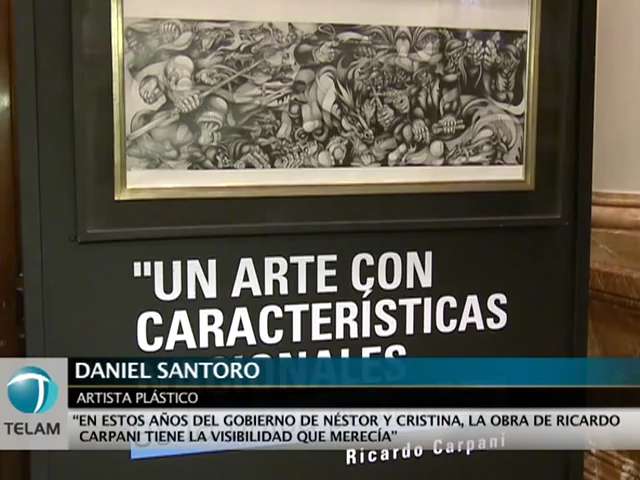 "UN ARTE CON
CARACTERÍSTICAS
DANIEL SANTORO
ARTISTA PLÁSTICO
TELAM
"EN ESTOS AÑOS DEL GOBIERNO DE NÉSTOR Y CRISTINA, LA OBRA DE RICARDO
CARPANI TIENE LA VISIBILIDAD QUE MERECÍA"
Ricardo Carpani